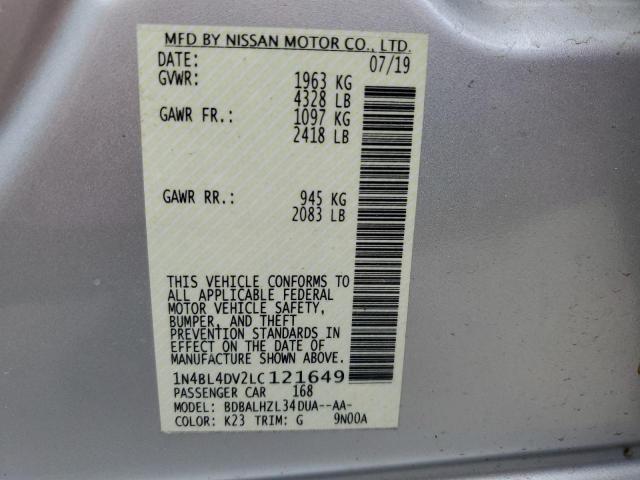 MFD BY NISSAN MOTOR CO., LTD.
DATE: 07/19
GVWR: 1963 KG
4328 LB
GAWR FR.: 1097 KG
2418 LB
GAWR RR.: 945 KG
2083 LB
THIS VEHICLE CONFORMS TO
ALL APPLICABLE FEDERAL
MOTOR VEHICLE SAFETY,
BUMPER, AND THEFT
PREVENTION STANDARDS IN
EFFECT ON THE DATE OF
MANUFACTURE SHOWN ABOVE.
1N4BL4DV2LC121649
PASSENGER CAR 168
MODEL: BDBALHZL34DUA--AA-
COLOR: K23 TRIM: G 9N00A